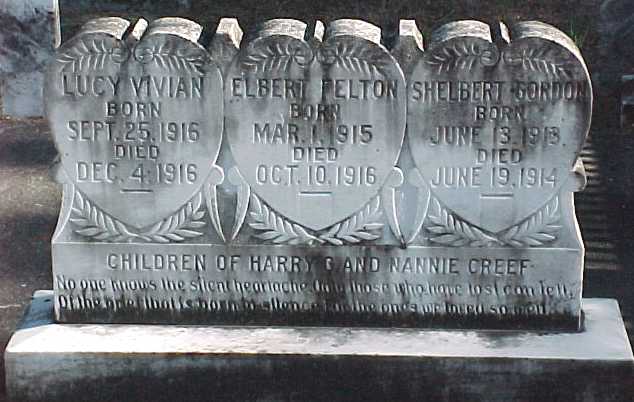 LUCY VIVIAN
BORN
SEPT. 25, 1916
DIED
DEC. 4, 1916
ELBERT PELTON
BORN
MAR. 1, 1915
DIED
OCT. 10, 1916
SHELBERT GORDON
BORN
JUNE 13, 1913
DIED
JUNE 19, 1914
CHILDREN OF HARRY C AND NANNIE CREEF
No one knows the silent heartache, only those who have lost can tell,
Of the grief that is borne in silence for the ones we loved so well.